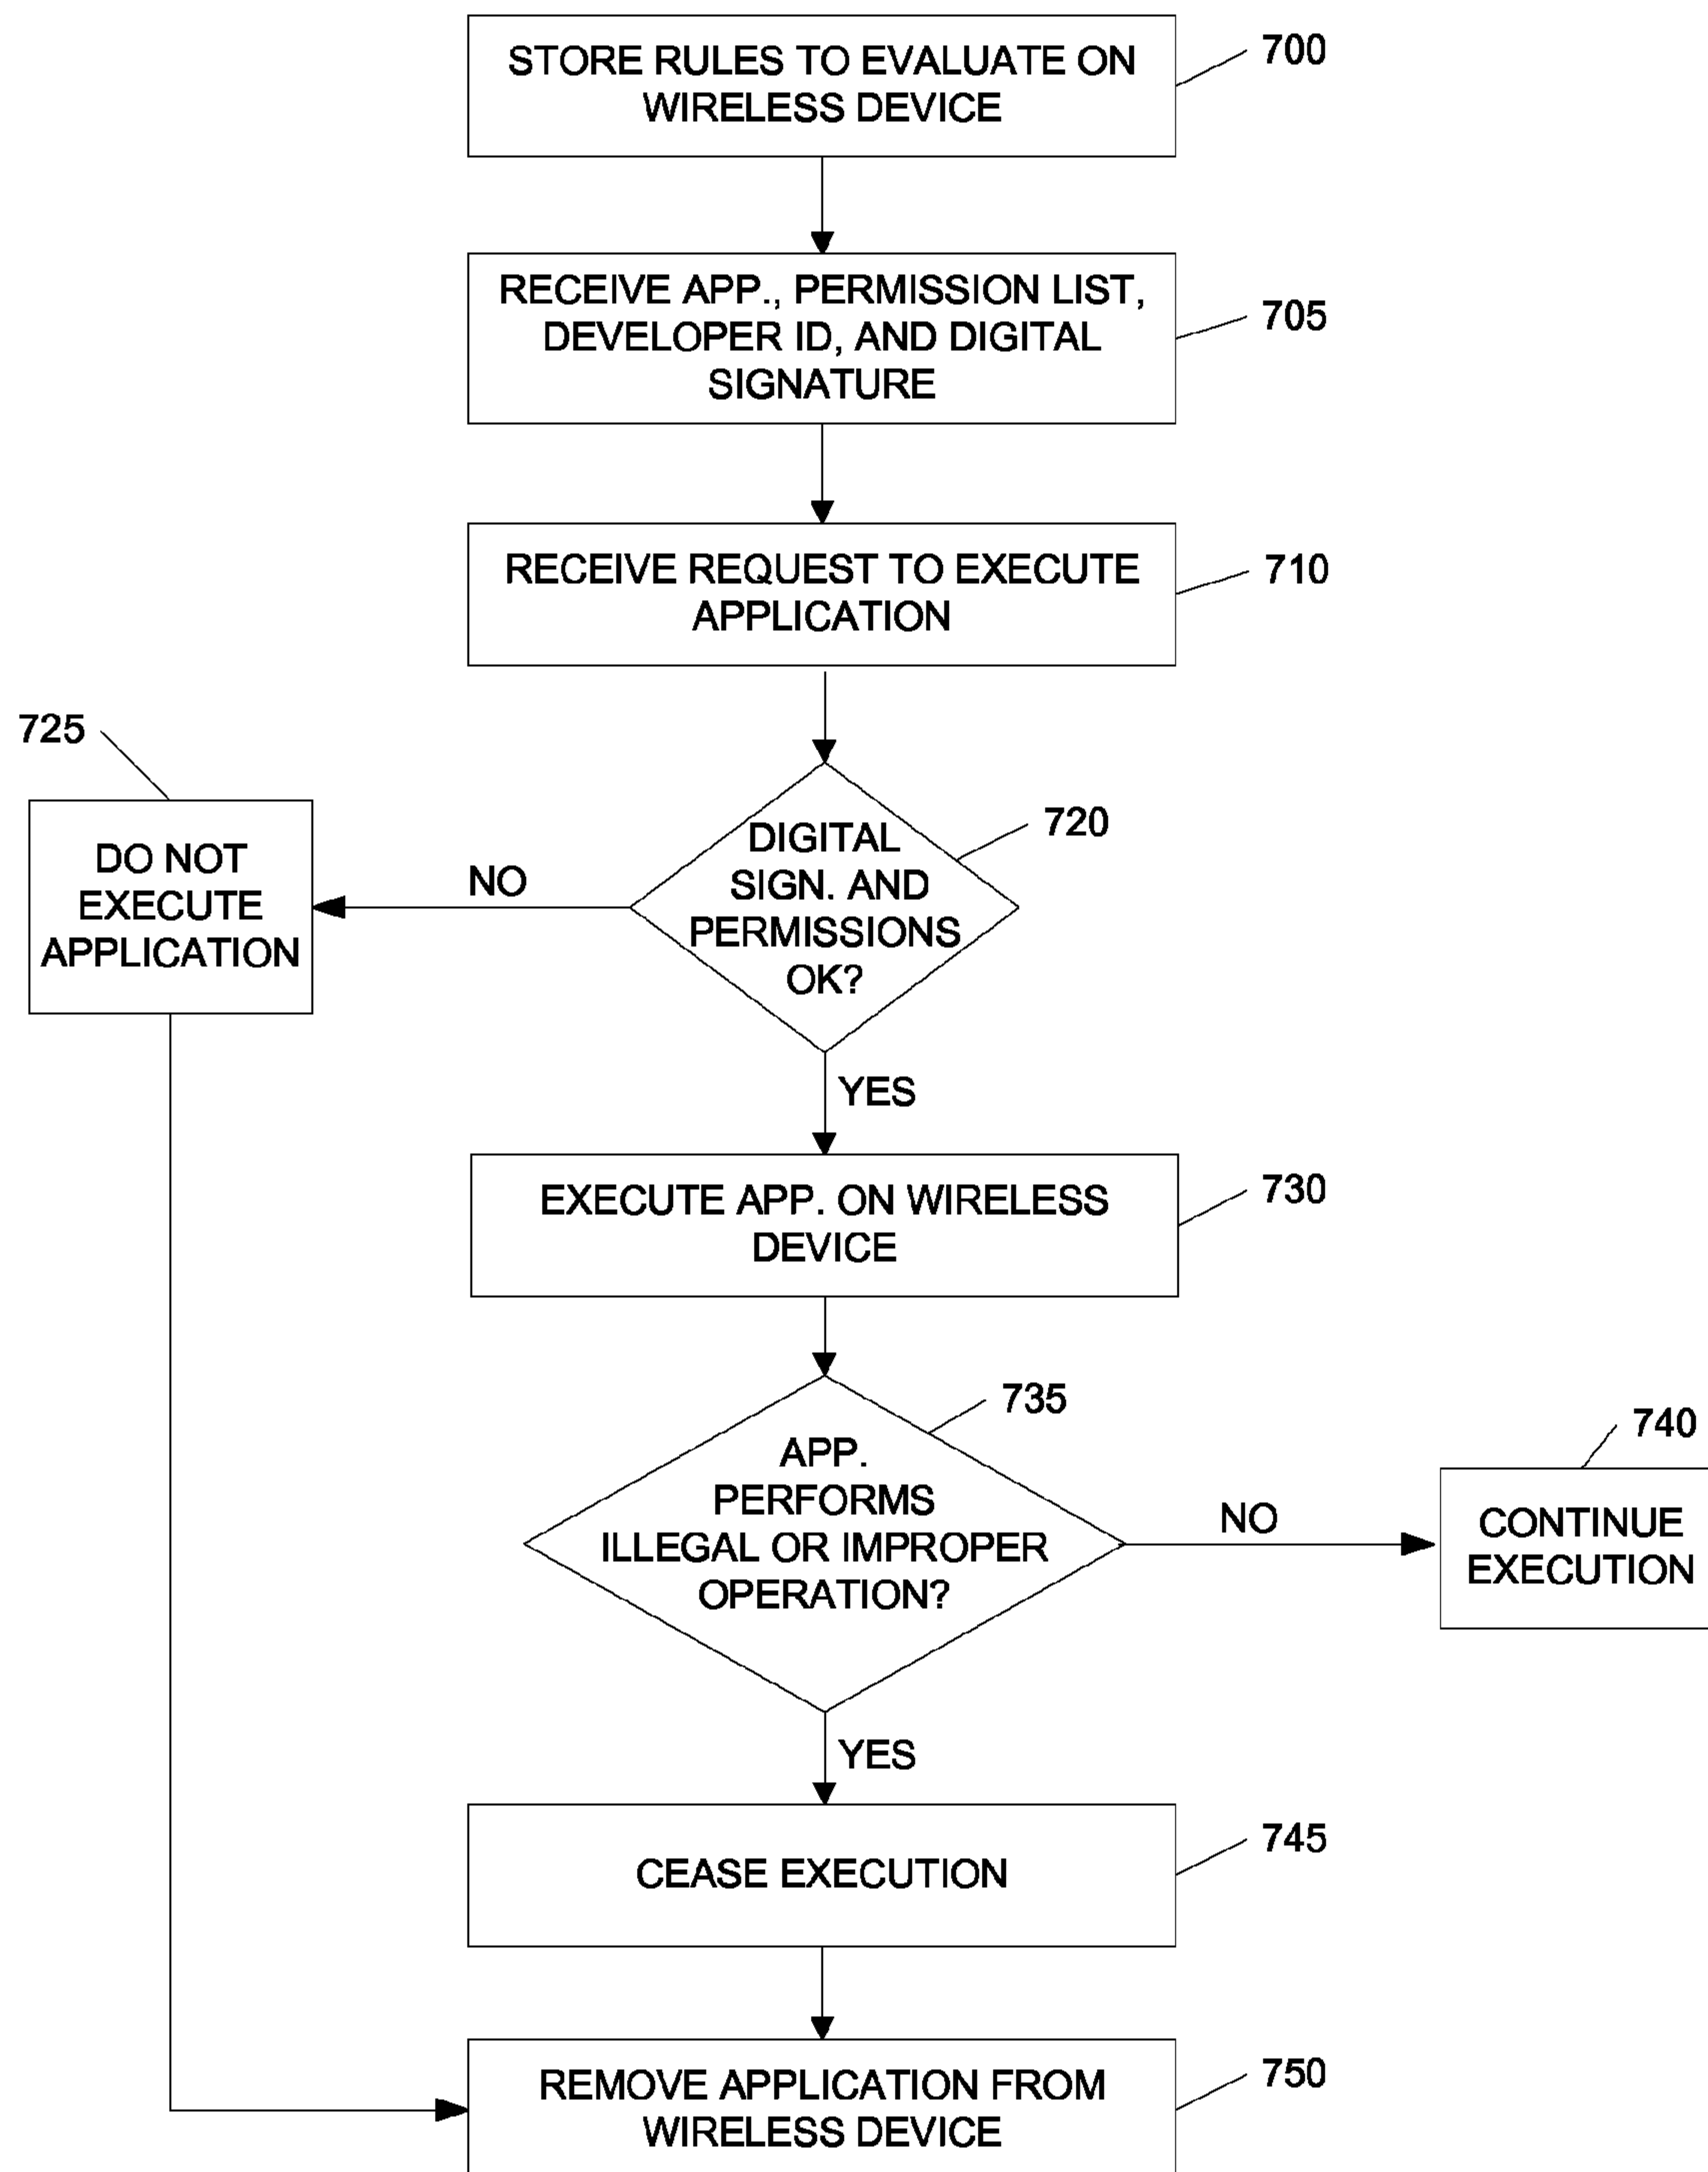 STORE RULES TO EVALUATE ON
WIRELESS DEVICE
700
RECEIVE APP., PERMISSION LIST,
DEVELOPER ID, AND DIGITAL
SIGNATURE
705
RECEIVE REQUEST TO EXECUTE
APPLICATION
710
725
DO NOT
EXECUTE
APPLICATION
NO
DIGITAL
SIGN. AND
PERMISSIONS
OK?
720
YES
EXECUTE APP. ON WIRELESS
DEVICE
730
APP.
PERFORMS
ILLEGAL OR IMPROPER
OPERATION?
735
NO
740
CONTINUE
EXECUTION
YES
CEASE EXECUTION
745
REMOVE APPLICATION FROM
WIRELESS DEVICE
750